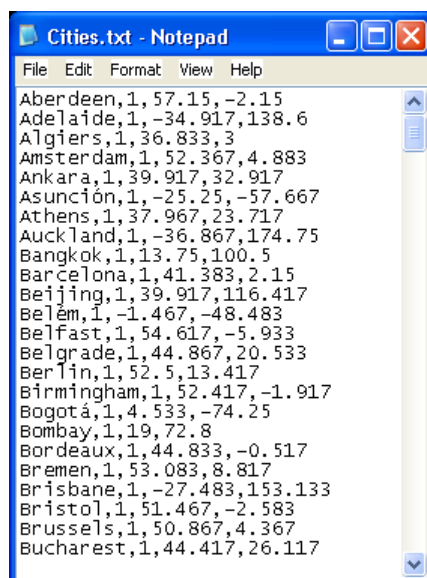 Cities.txt - Notepad
File Edit Format View Help
Aberdeen,1,57.15,-2.15
Adelaide,1,-34.917,138.6
Algiers,1,36.833,3
Amsterdam,1,52.367,4.883
Ankara,1,39.917,32.917
Asunción,1,-25.25,-57.667
Athens,1,37.967,23.717
Auckland,1,-36.867,174.75
Bangkok,1,13.75,100.5
Barcelona,1,41.383,2.15
Beijing,1,39.917,116.417
Belém,1,-1.467,-48.483
Belfast,1,54.617,-5.933
Belgrade,1,44.867,20.533
Berlin,1,52.5,13.417
Birmingham,1,52.417,-1.917
Bogotá,1,4.533,-74.25
Bombay,1,19,72.8
Bordeaux,1,44.833,-0.517
Bremen,1,53.083,8.817
Brisbane,1,-27.483,153.133
Bristol,1,51.467,-2.583
Brussels,1,50.867,4.367
Bucharest,1,44.417,26.117